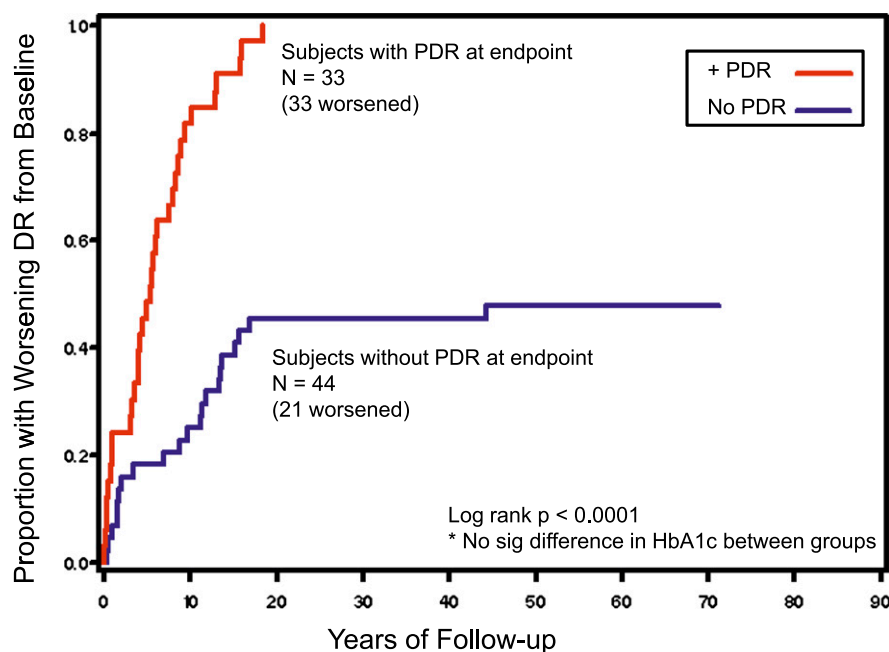 Proportion with Worsening DR from Baseline
1.0
0.8
0.6
0.4
0.2
0.0
Subjects with PDR at endpoint
N = 33
(33 worsened)
+ PDR
No PDR
Subjects without PDR at endpoint
N = 44
(21 worsened)
Log rank p < 0.0001
* No sig difference in HbA1c between groups
0 10 20 30 40 50 60 70 80 90
Years of Follow-up